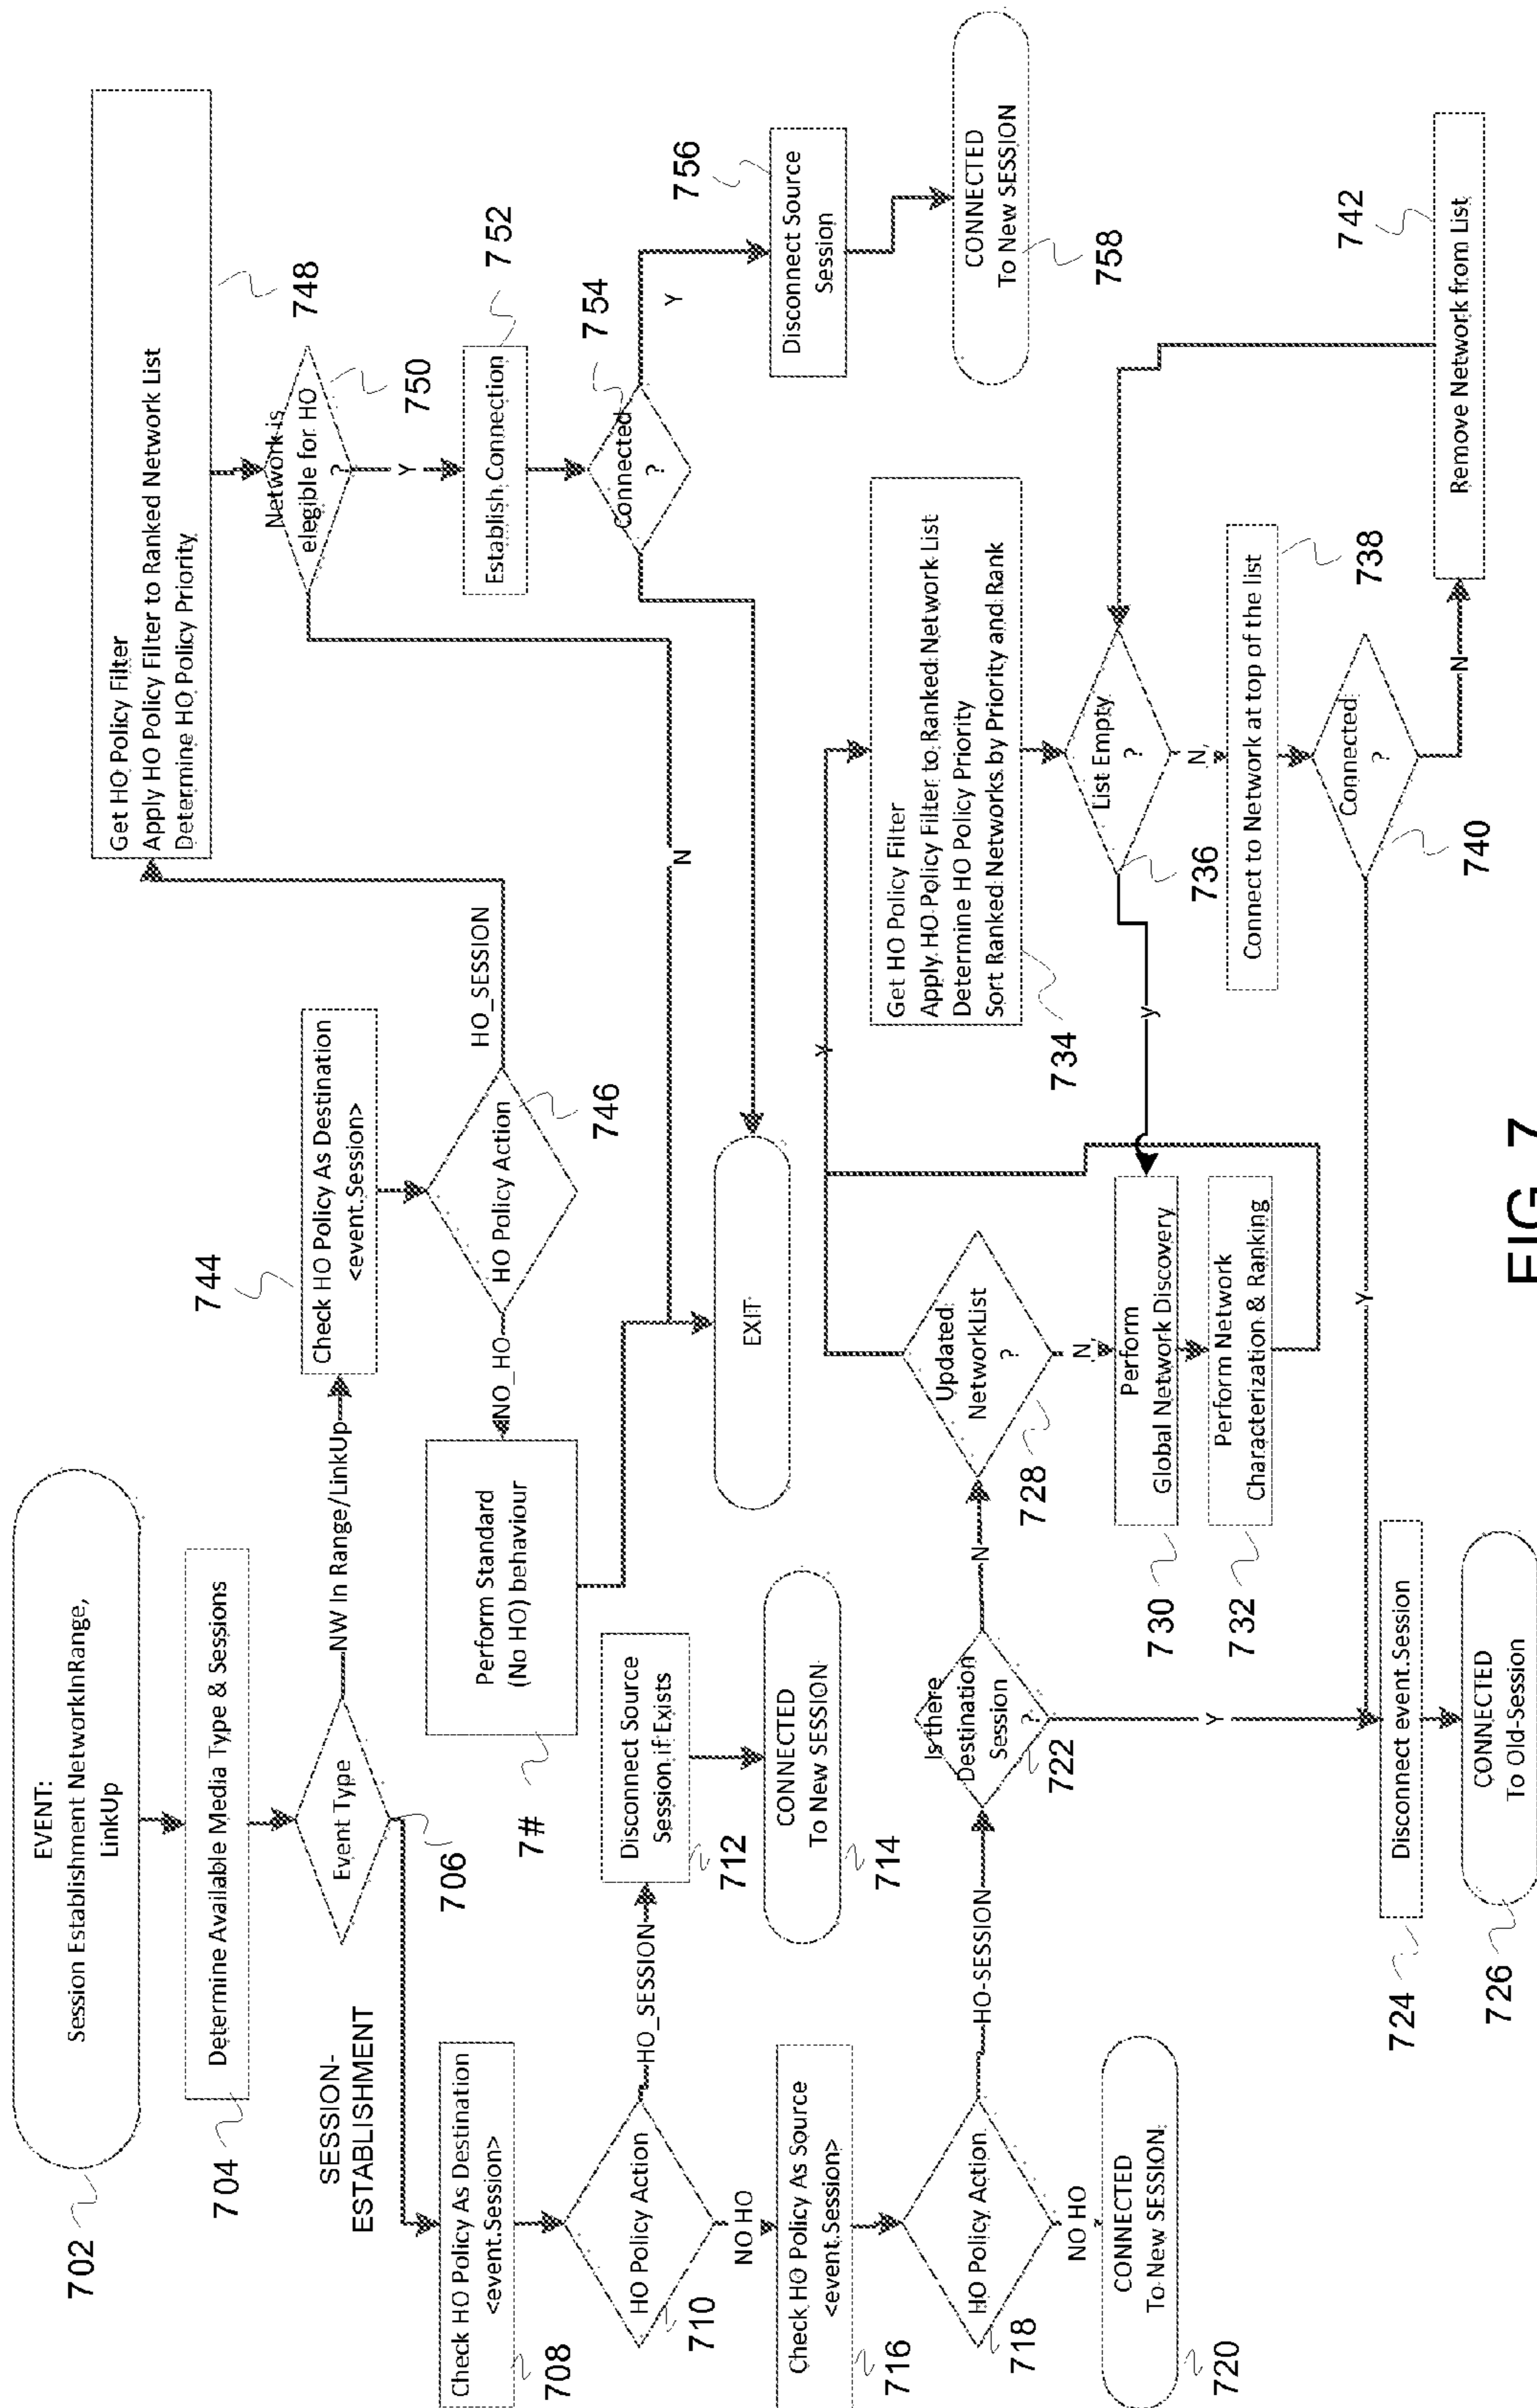 EVENT:
Session Establishment NetworkInRange,
LinkUp
702
Determine Available Media Type & Sessions
704
Event Type
706
NW In Range/LinkUp
SESSION-
ESTABLISHMENT
Check HO Policy As Destination
<event.Session>
708
HO Policy Action
710
HO_SESSION
Disconnect Source
Session if Exists
712
CONNECTED
To New SESSION
714
NO HO
Check HO Policy As Source
<event.Session>
716
HO Policy Action
718
NO HO
CONNECTED
To New SESSION
720
HO-SESSION
Is there
Destination
Session
?
722
Y
Disconnect event.Session
724
CONNECTED
To Old-Session
726
N
Updated
NetworkList
?
728
N
Y
Perform
Global Network Discovery
730
Perform Network
Characterization & Ranking
732
Get HO Policy Filter
Apply HO Policy Filter to Ranked Network List
Determine HO Policy Priority
Sort Ranked Networks by Priority and Rank
734
List Empty
?
736
y
N
Connect to Network at top of the list
738
Connected
?
740
Y
N
Remove Network from List
742
Check HO Policy As Destination
<event.Session>
744
HO Policy Action
746
NO_HO
Perform Standard
(No HO) behaviour
7#
EXIT
HO_SESSION
Get HO Policy Filter
Apply HO Policy Filter to Ranked Network List
Determine HO Policy Priority
748
Network is
elegible for HO
?
750
N
Y
Establish Connection
752
Connected
?
754
Y
Disconnect Source
Session
756
CONNECTED
To New SESSION
758
FIG. 7